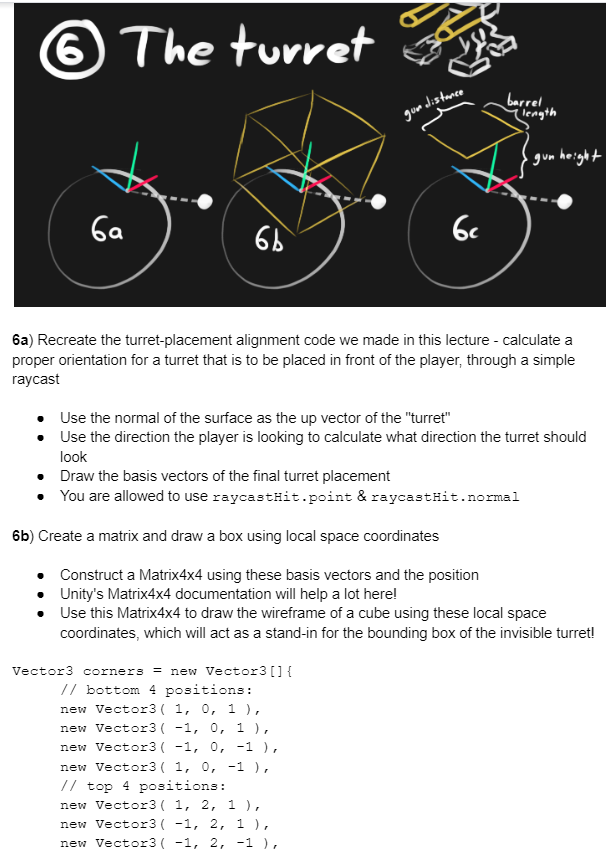 6 The turret
gun distance
barrel
length
gun height
6a
6b
6c
6a) Recreate the turret-placement alignment code we made in this lecture - calculate a
proper orientation for a turret that is to be placed in front of the player, through a simple
raycast
● Use the normal of the surface as the up vector of the "turret"
● Use the direction the player is looking to calculate what direction the turret should
look
● Draw the basis vectors of the final turret placement
● You are allowed to use raycastHit.point & raycastHit.normal
6b) Create a matrix and draw a box using local space coordinates
● Construct a Matrix4x4 using these basis vectors and the position
● Unity's Matrix4x4 documentation will help a lot here!
● Use this Matrix4x4 to draw the wireframe of a cube using these local space
coordinates, which will act as a stand-in for the bounding box of the invisible turret!
Vector3 corners = new Vector3[]{
// bottom 4 positions:
new Vector3( 1, 0, 1 ),
new Vector3( -1, 0, 1 ),
new Vector3( -1, 0, -1 ),
new Vector3( 1, 0, -1 ),
// top 4 positions:
new Vector3( 1, 2, 1 ),
new Vector3( -1, 2, 1 ),
new Vector3( -1, 2, -1 ),